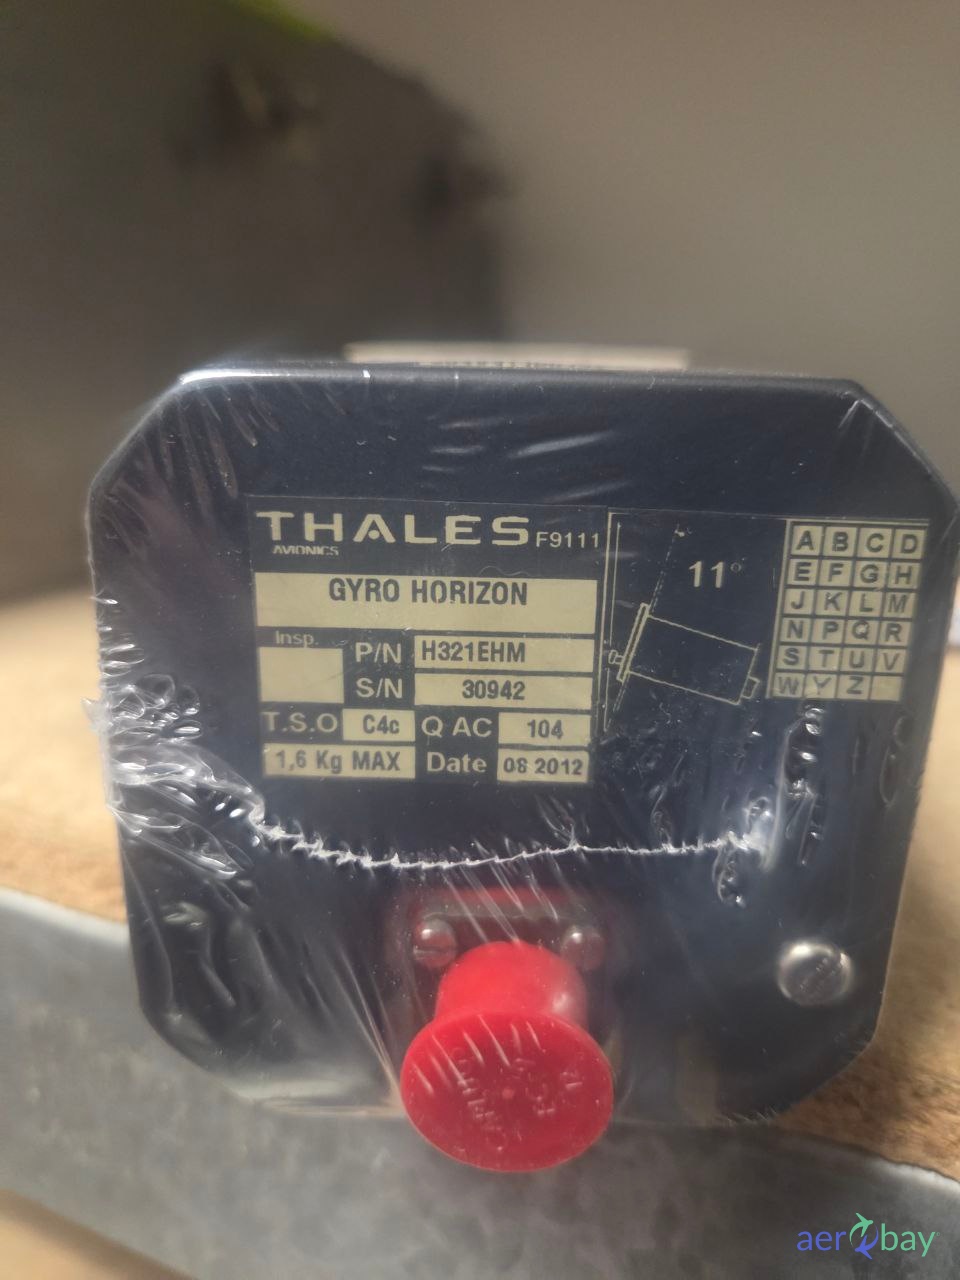 THALES F9111
AVIONICS
GYRO HORIZON
Insp.
P/N H321EHM
S/N 30942
T.S.O C4c Q AC 104
1,6 Kg MAX Date 08 2012
11°
A B C D
E F G H
J K L M
N P Q R
S T U V
W Y Z
CAPLUGS
aerobay